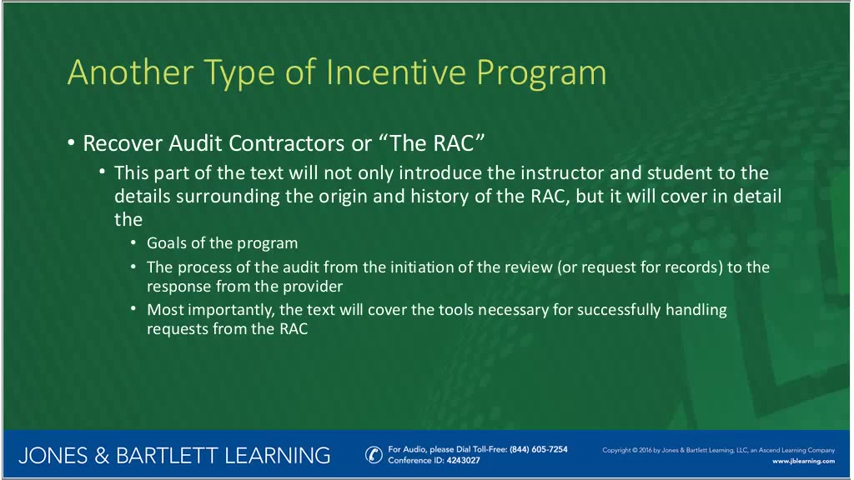 Another Type of Incentive Program
• Recover Audit Contractors or “The RAC”
• This part of the text will not only introduce the instructor and student to the
details surrounding the origin and history of the RAC, but it will cover in detail
the
• Goals of the program
• The process of the audit from the initiation of the review (or request for records) to the
response from the provider
• Most importantly, the text will cover the tools necessary for successfully handling
requests from the RAC
JONES & BARTLETT LEARNING
For Audio, please Dial Toll-Free: (844) 605-7254
Conference ID: 4243027
Copyright © 2016 by Jones & Bartlett Learning, LLC, an Ascend Learning Company
www.jblearning.com